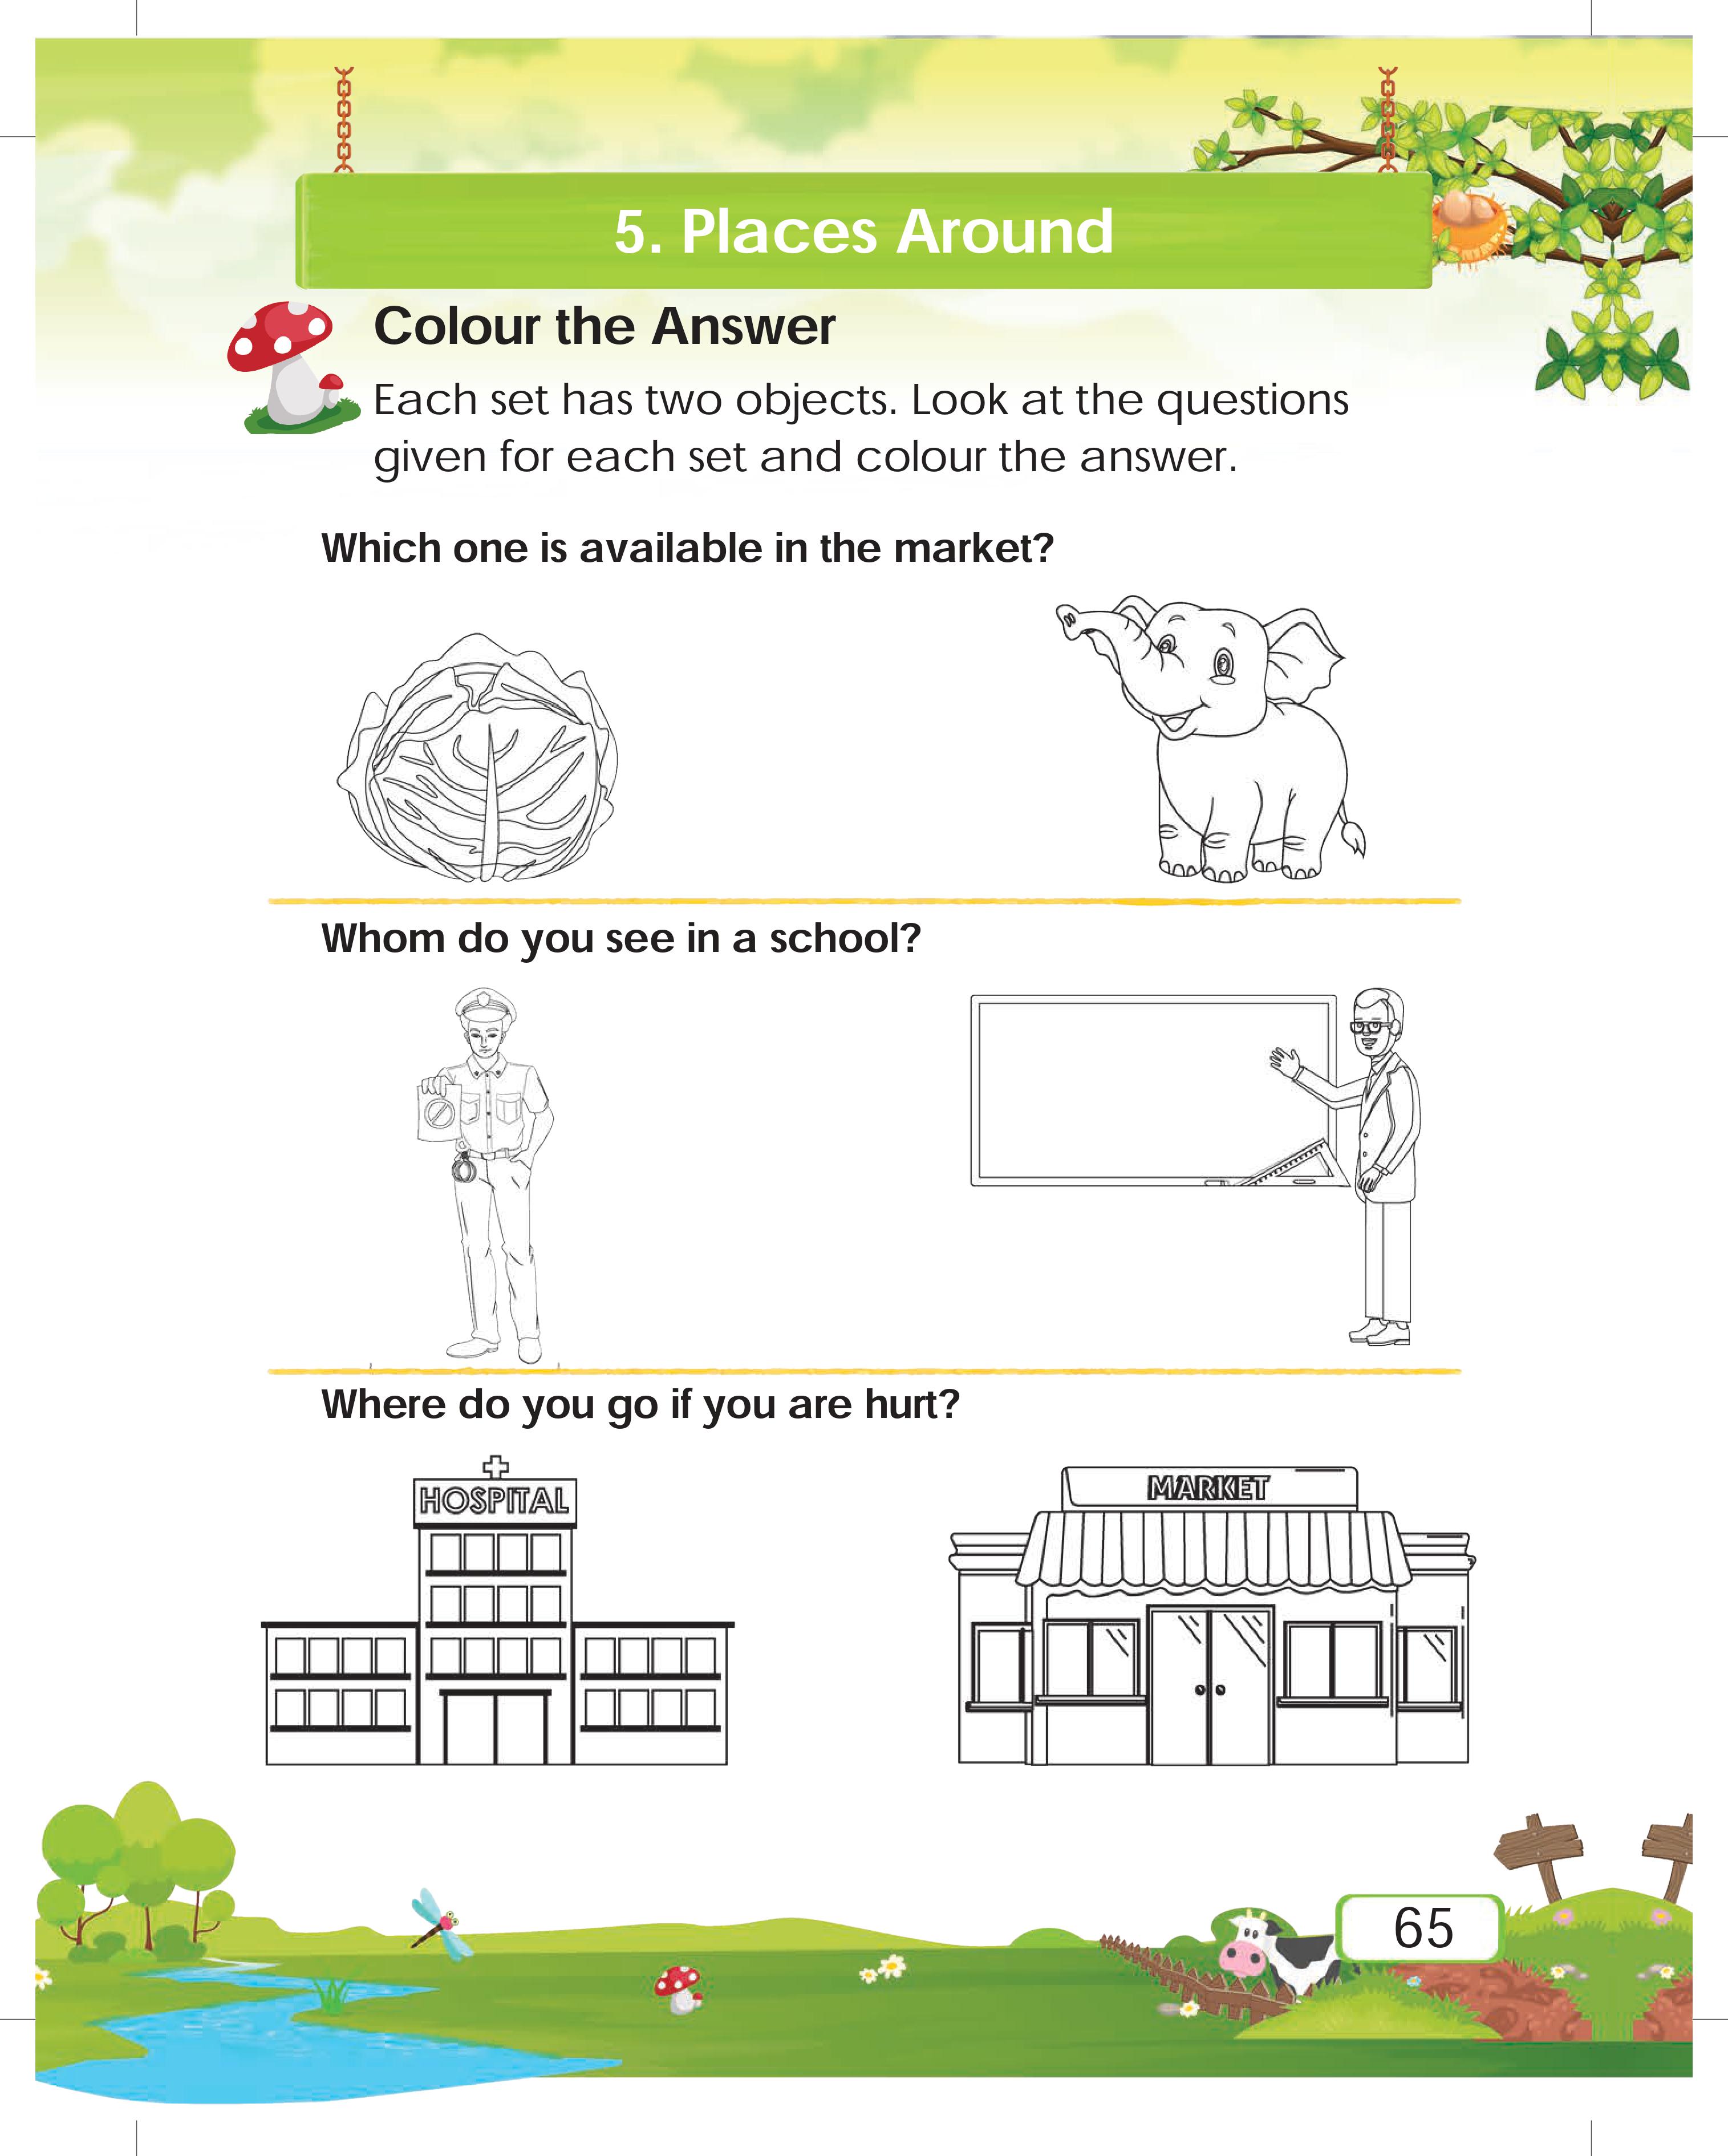 5. Places Around
Colour the Answer
Each set has two objects. Look at the questions
given for each set and colour the answer.
Which one is available in the market?
Whom do you see in a school?
Where do you go if you are hurt?
HOSPITAL
MARKET
65